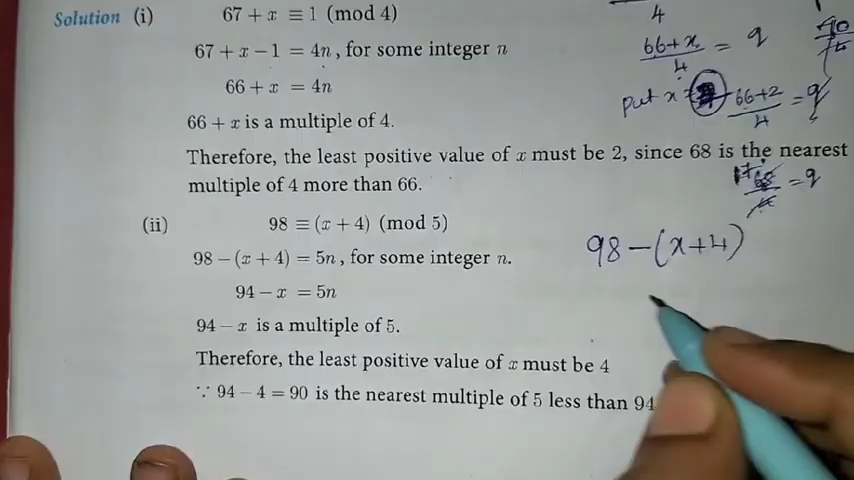 Solution (i) 67 + x ≡ 1 (mod 4)
67 + x − 1 = 4n, for some integer n
66 + x = 4n
66 + x is a multiple of 4.
Therefore, the least positive value of x must be 2, since 68 is the nearest
multiple of 4 more than 66.
(ii) 98 ≡ (x + 4) (mod 5)
98 − (x + 4) = 5n, for some integer n.
94 − x = 5n
94 − x is a multiple of 5.
Therefore, the least positive value of x must be 4
∵ 94 − 4 = 90 is the nearest multiple of 5 less than 94
4
66+x/4 = q
put x
66+2/4 = q
68/4 = q
98 − (x+4)